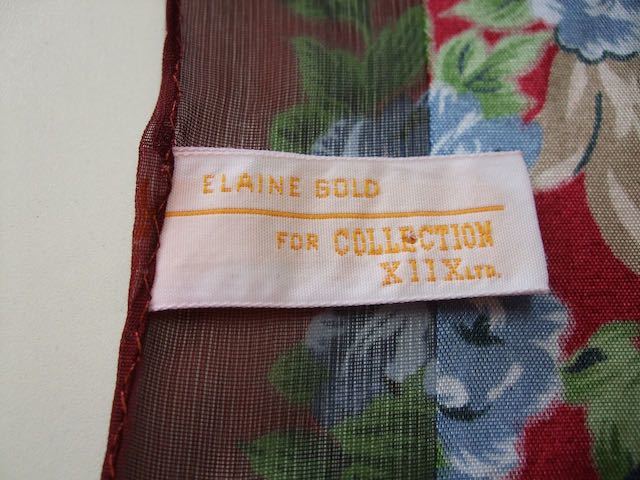 ELAINE GOLD
FOR COLLECTION
XIIX LTD.